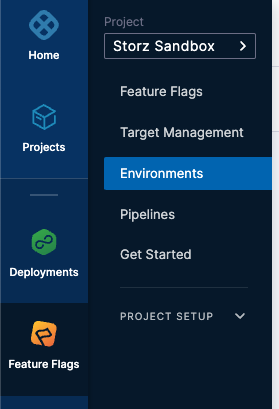 Home
Projects
Deployments
Feature Flags
Project
Storz Sandbox
Feature Flags
Target Management
Environments
Pipelines
Get Started
PROJECT SETUP